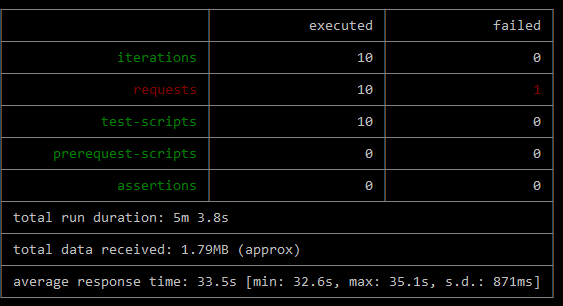 executed failed
iterations 10 0
requests 10 1
test-scripts 10 0
prerequest-scripts 0 0
assertions 0 0
total run duration: 5m 3.8s
total data received: 1.79MB (approx)
average response time: 33.5s [min: 32.6s, max: 35.1s, s.d.: 871ms]